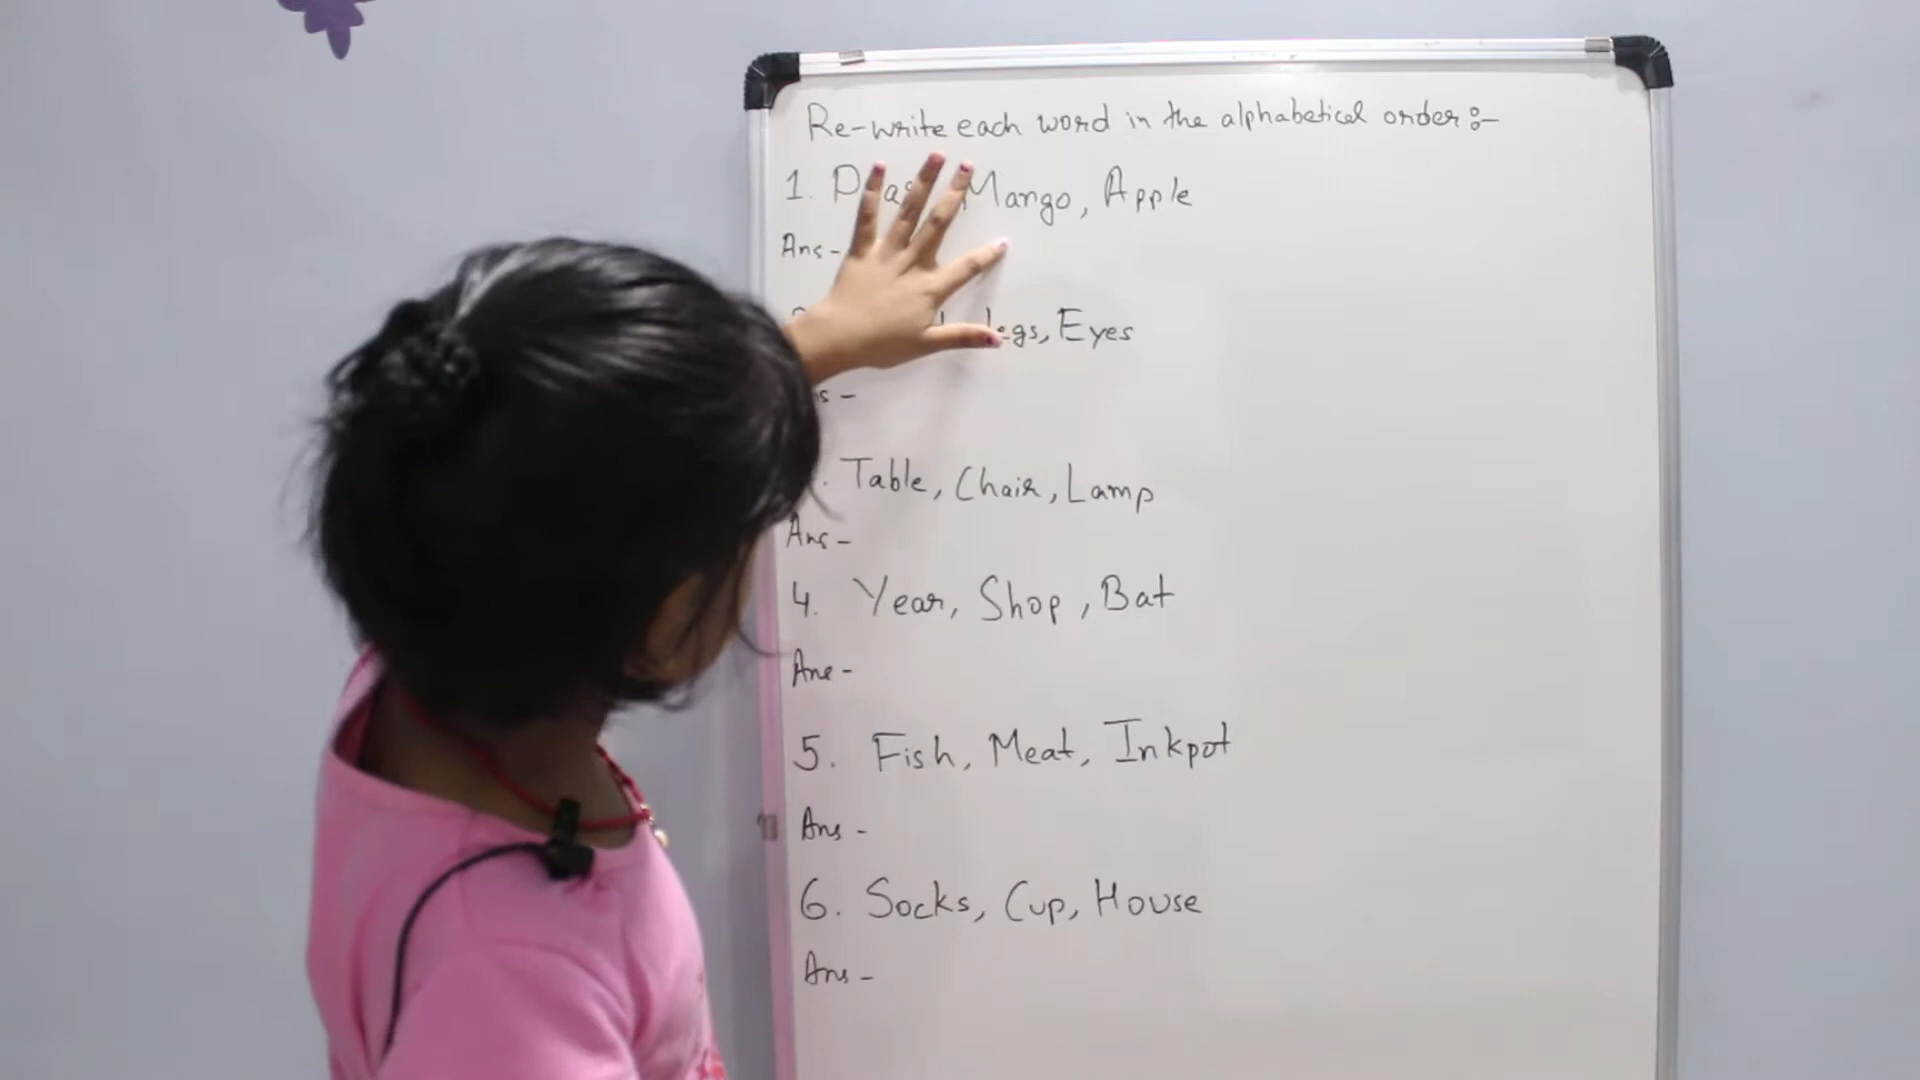 Re-write each word in the alphabetical order :-
1. Mango, Apple
Ans -
legs, Eyes
Table, Chair, Lamp
Ans -
4. Year, Shop, Bat
Ans -
5. Fish, Meat, Inkpot
Ans -
6. Socks, Cup, House
Ans -